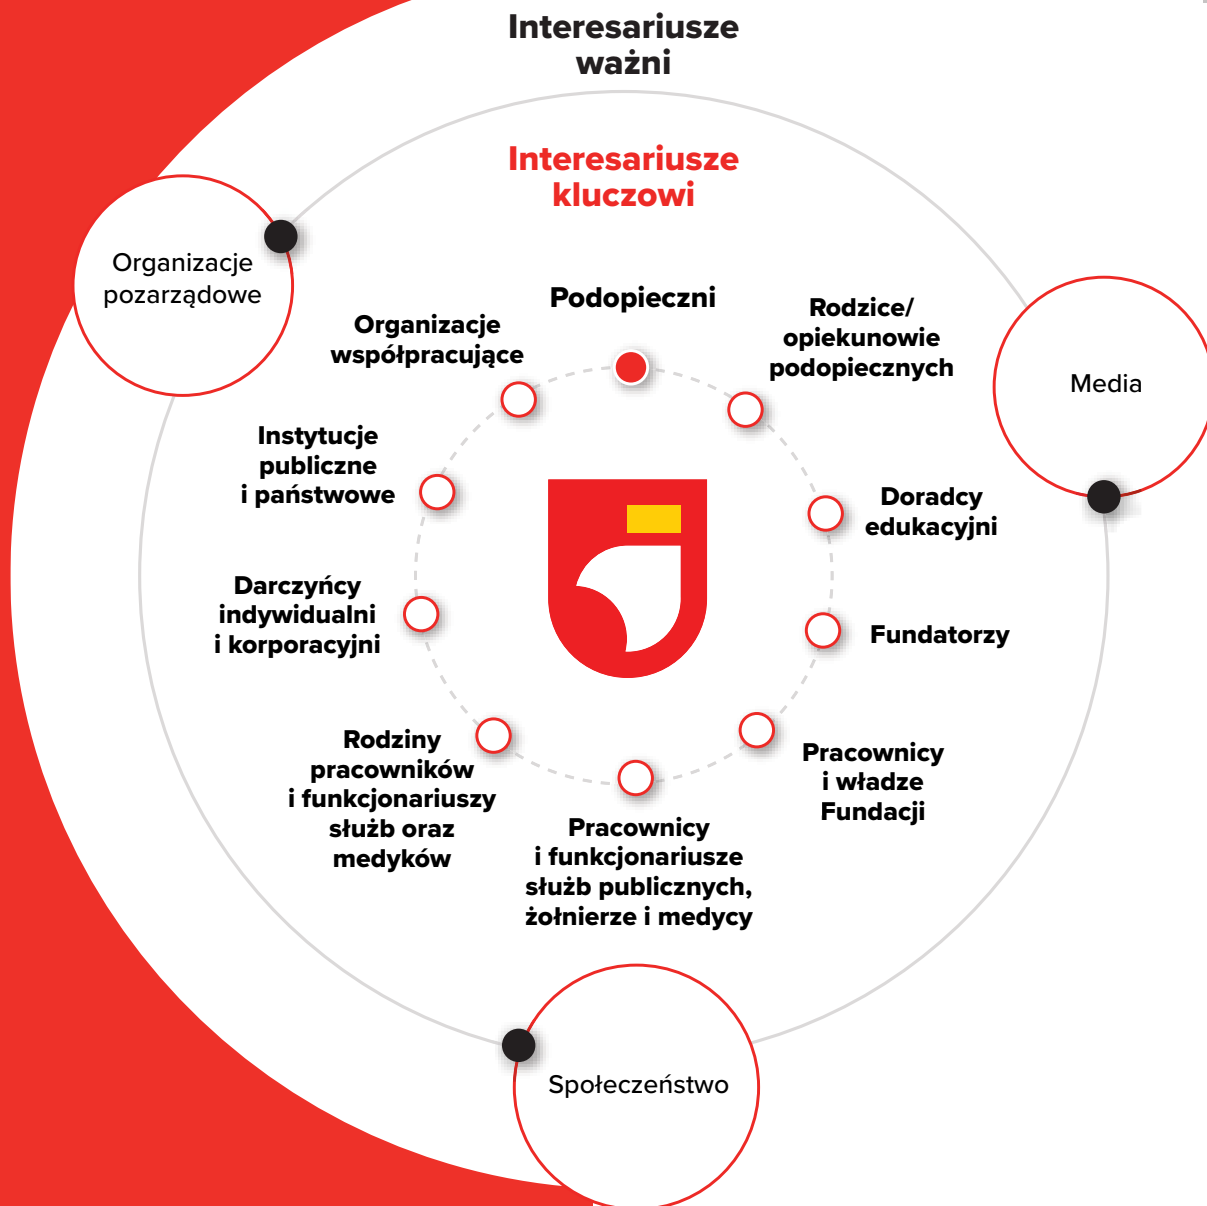 Interesariusze
ważni
Interesariusze
kluczowi
Organizacje
pozarządowe
Media
Społeczeństwo
Podopieczni
Rodzice/
opiekunowie
podopiecznych
Doradcy
edukacyjni
Fundatorzy
Pracownicy
i władze
Fundacji
Pracownicy
i funkcjonariusze
służb publicznych,
żołnierze i medycy
Rodziny
pracowników
i funkcjonariuszy
służb oraz
medyków
Darczyńcy
indywidualni
i korporacyjni
Instytucje
publiczne
i państwowe
Organizacje
współpracujące